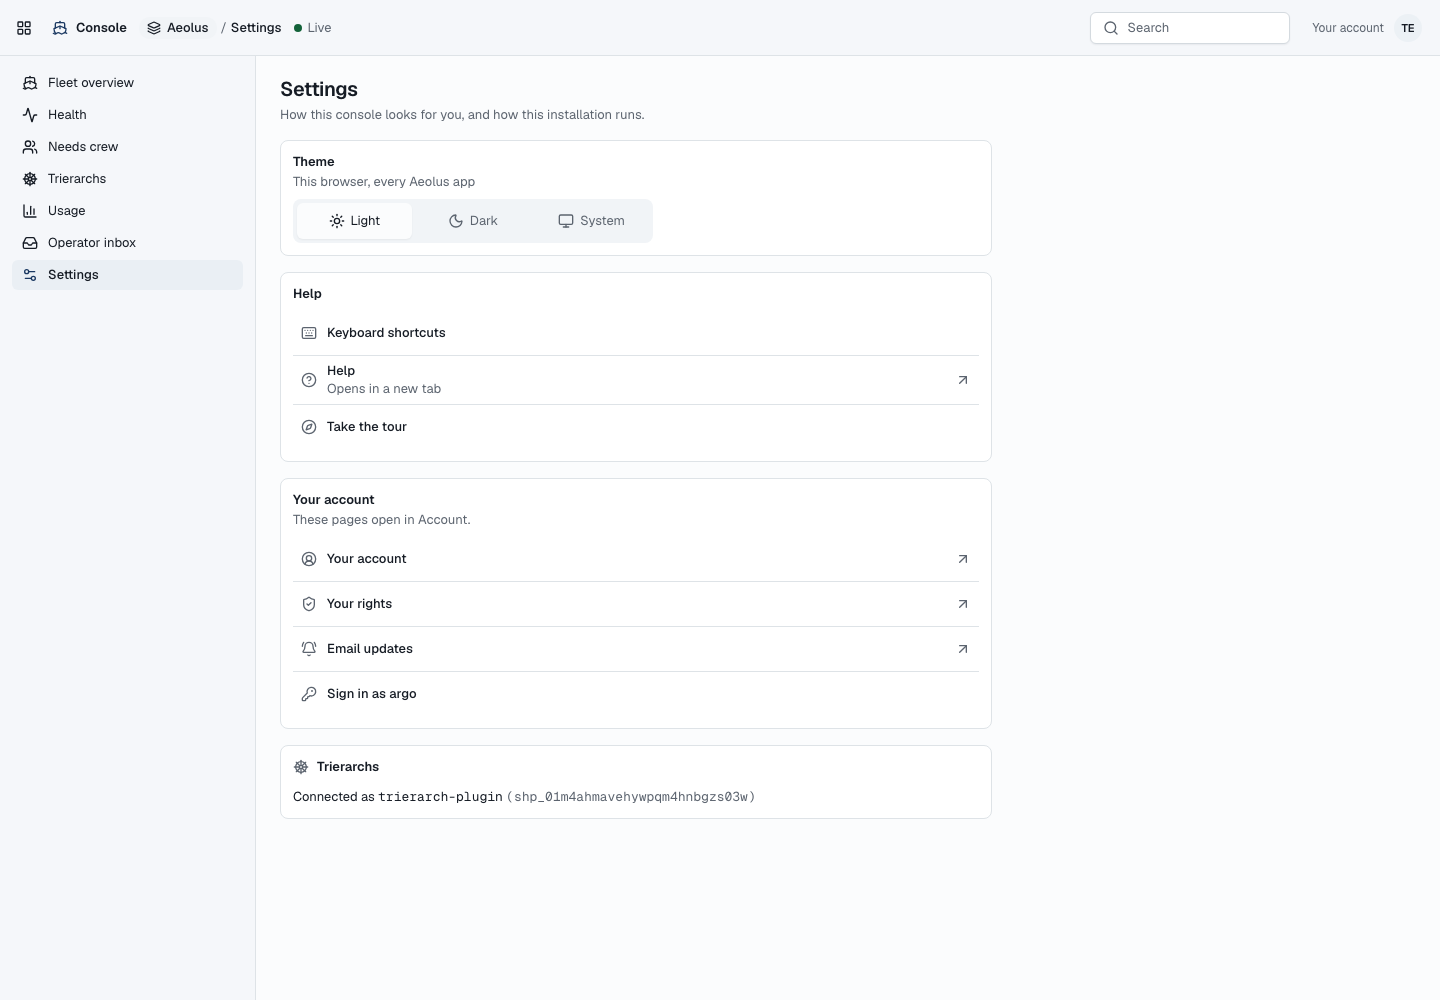 Console
Aeolus / Settings
Live
Search
Your account
TE
Fleet overview
Health
Needs crew
Trierarchs
Usage
Operator inbox
Settings
Settings
How this console looks for you, and how this installation runs.
Theme
This browser, every Aeolus app
Light
Dark
System
Help
Keyboard shortcuts
Help
Opens in a new tab
Take the tour
Your account
These pages open in Account.
Your account
Your rights
Email updates
Sign in as argo
Trierarchs
Connected as trierarch-plugin (shp_01m4ahmavehywpqm4hnbgzs03w)